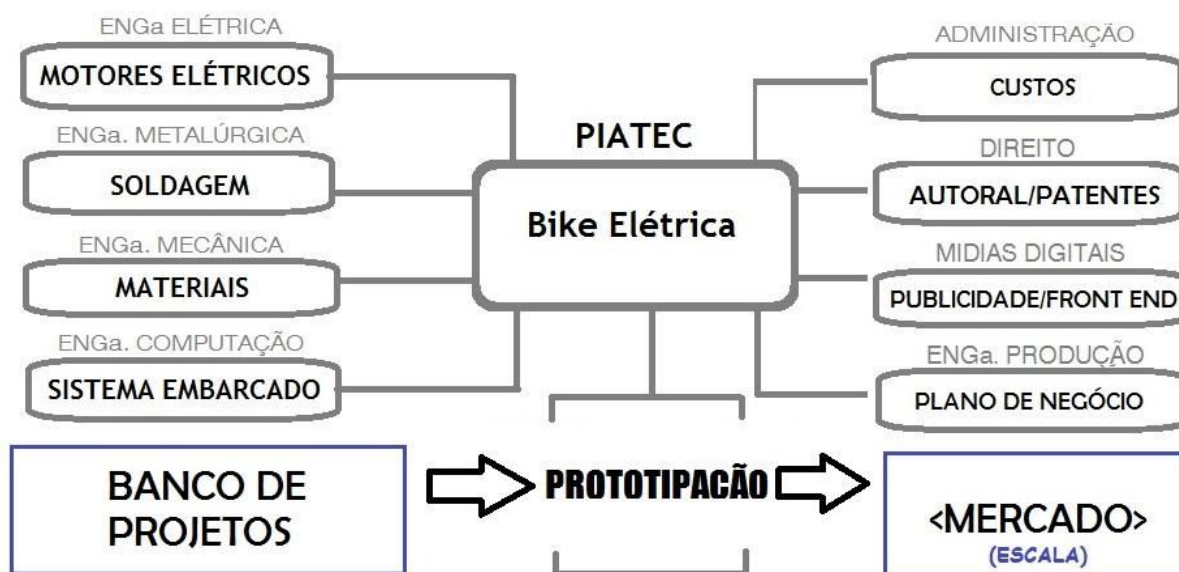 ENGa ELÉTRICA
MOTORES ELÉTRICOS
ENGa. METALÚRGICA
SOLDAGEM
ENGa. MECÂNICA
MATERIAIS
ENGa. COMPUTAÇÃO
SISTEMA EMBARCADO
PIATEC
Bike Elétrica
ADMINISTRAÇÃO
CUSTOS
DIREITO
AUTORAL/PATENTES
MIDIAS DIGITAIS
PUBLICIDADE/FRONT END
ENGa. PRODUÇÃO
PLANO DE NEGÓCIO
BANCO DE
PROJETOS
PROTOTIPACÃO
<MERCADO>
(ESCALA)